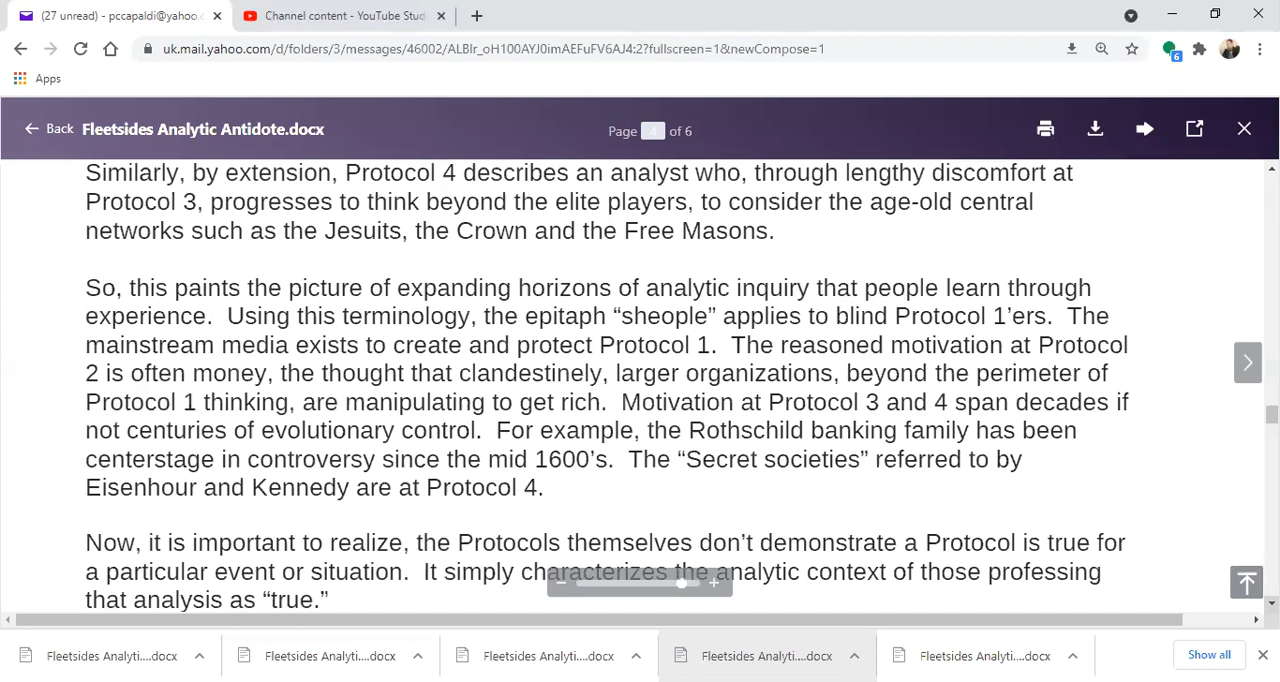 (27 unread) - pccapaldi@yahoo.c
Channel content - YouTube Stud
uk.mail.yahoo.com/d/folders/3/messages/46002/ALBlr_oH100AYJ0imAEFuFV6AJ4:2?fullscreen=1&newCompose=1
6
Apps
Back Fleetsides Analytic Antidote.docx
Page 4 of 6
Similarly, by extension, Protocol 4 describes an analyst who, through lengthy discomfort at
Protocol 3, progresses to think beyond the elite players, to consider the age-old central
networks such as the Jesuits, the Crown and the Free Masons.
So, this paints the picture of expanding horizons of analytic inquiry that people learn through
experience.  Using this terminology, the epitaph “sheople” applies to blind Protocol 1’ers.  The
mainstream media exists to create and protect Protocol 1.  The reasoned motivation at Protocol
2 is often money, the thought that clandestinely, larger organizations, beyond the perimeter of
Protocol 1 thinking, are manipulating to get rich.  Motivation at Protocol 3 and 4 span decades if
not centuries of evolutionary control.  For example, the Rothschild banking family has been
centerstage in controversy since the mid 1600’s.  The “Secret societies” referred to by
Eisenhour and Kennedy are at Protocol 4.
Now, it is important to realize, the Protocols themselves don’t demonstrate a Protocol is true for
a particular event or situation.  It simply characterizes the analytic context of those professing
that analysis as “true.”
Fleetsides Analyti....docx
Fleetsides Analyti....docx
Fleetsides Analyti....docx
Fleetsides Analyti....docx
Fleetsides Analyti....docx
Show all